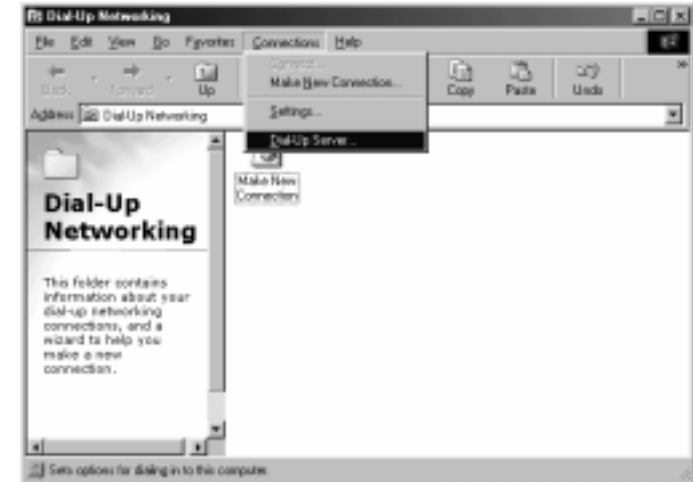 Dial-Up Networking
File Edit View Go Favorites Connections Help
Connect...
Make New Connection...
Settings...
Dial-Up Server...
Back Forward Up Copy Paste Undo »
Address Dial-Up Networking
Make New
Connection
Dial-Up
Networking
This folder contains
information about your
dial-up networking
connections, and a
wizard to help you
make a new
connection.
Sets options for dialing in to this computer.